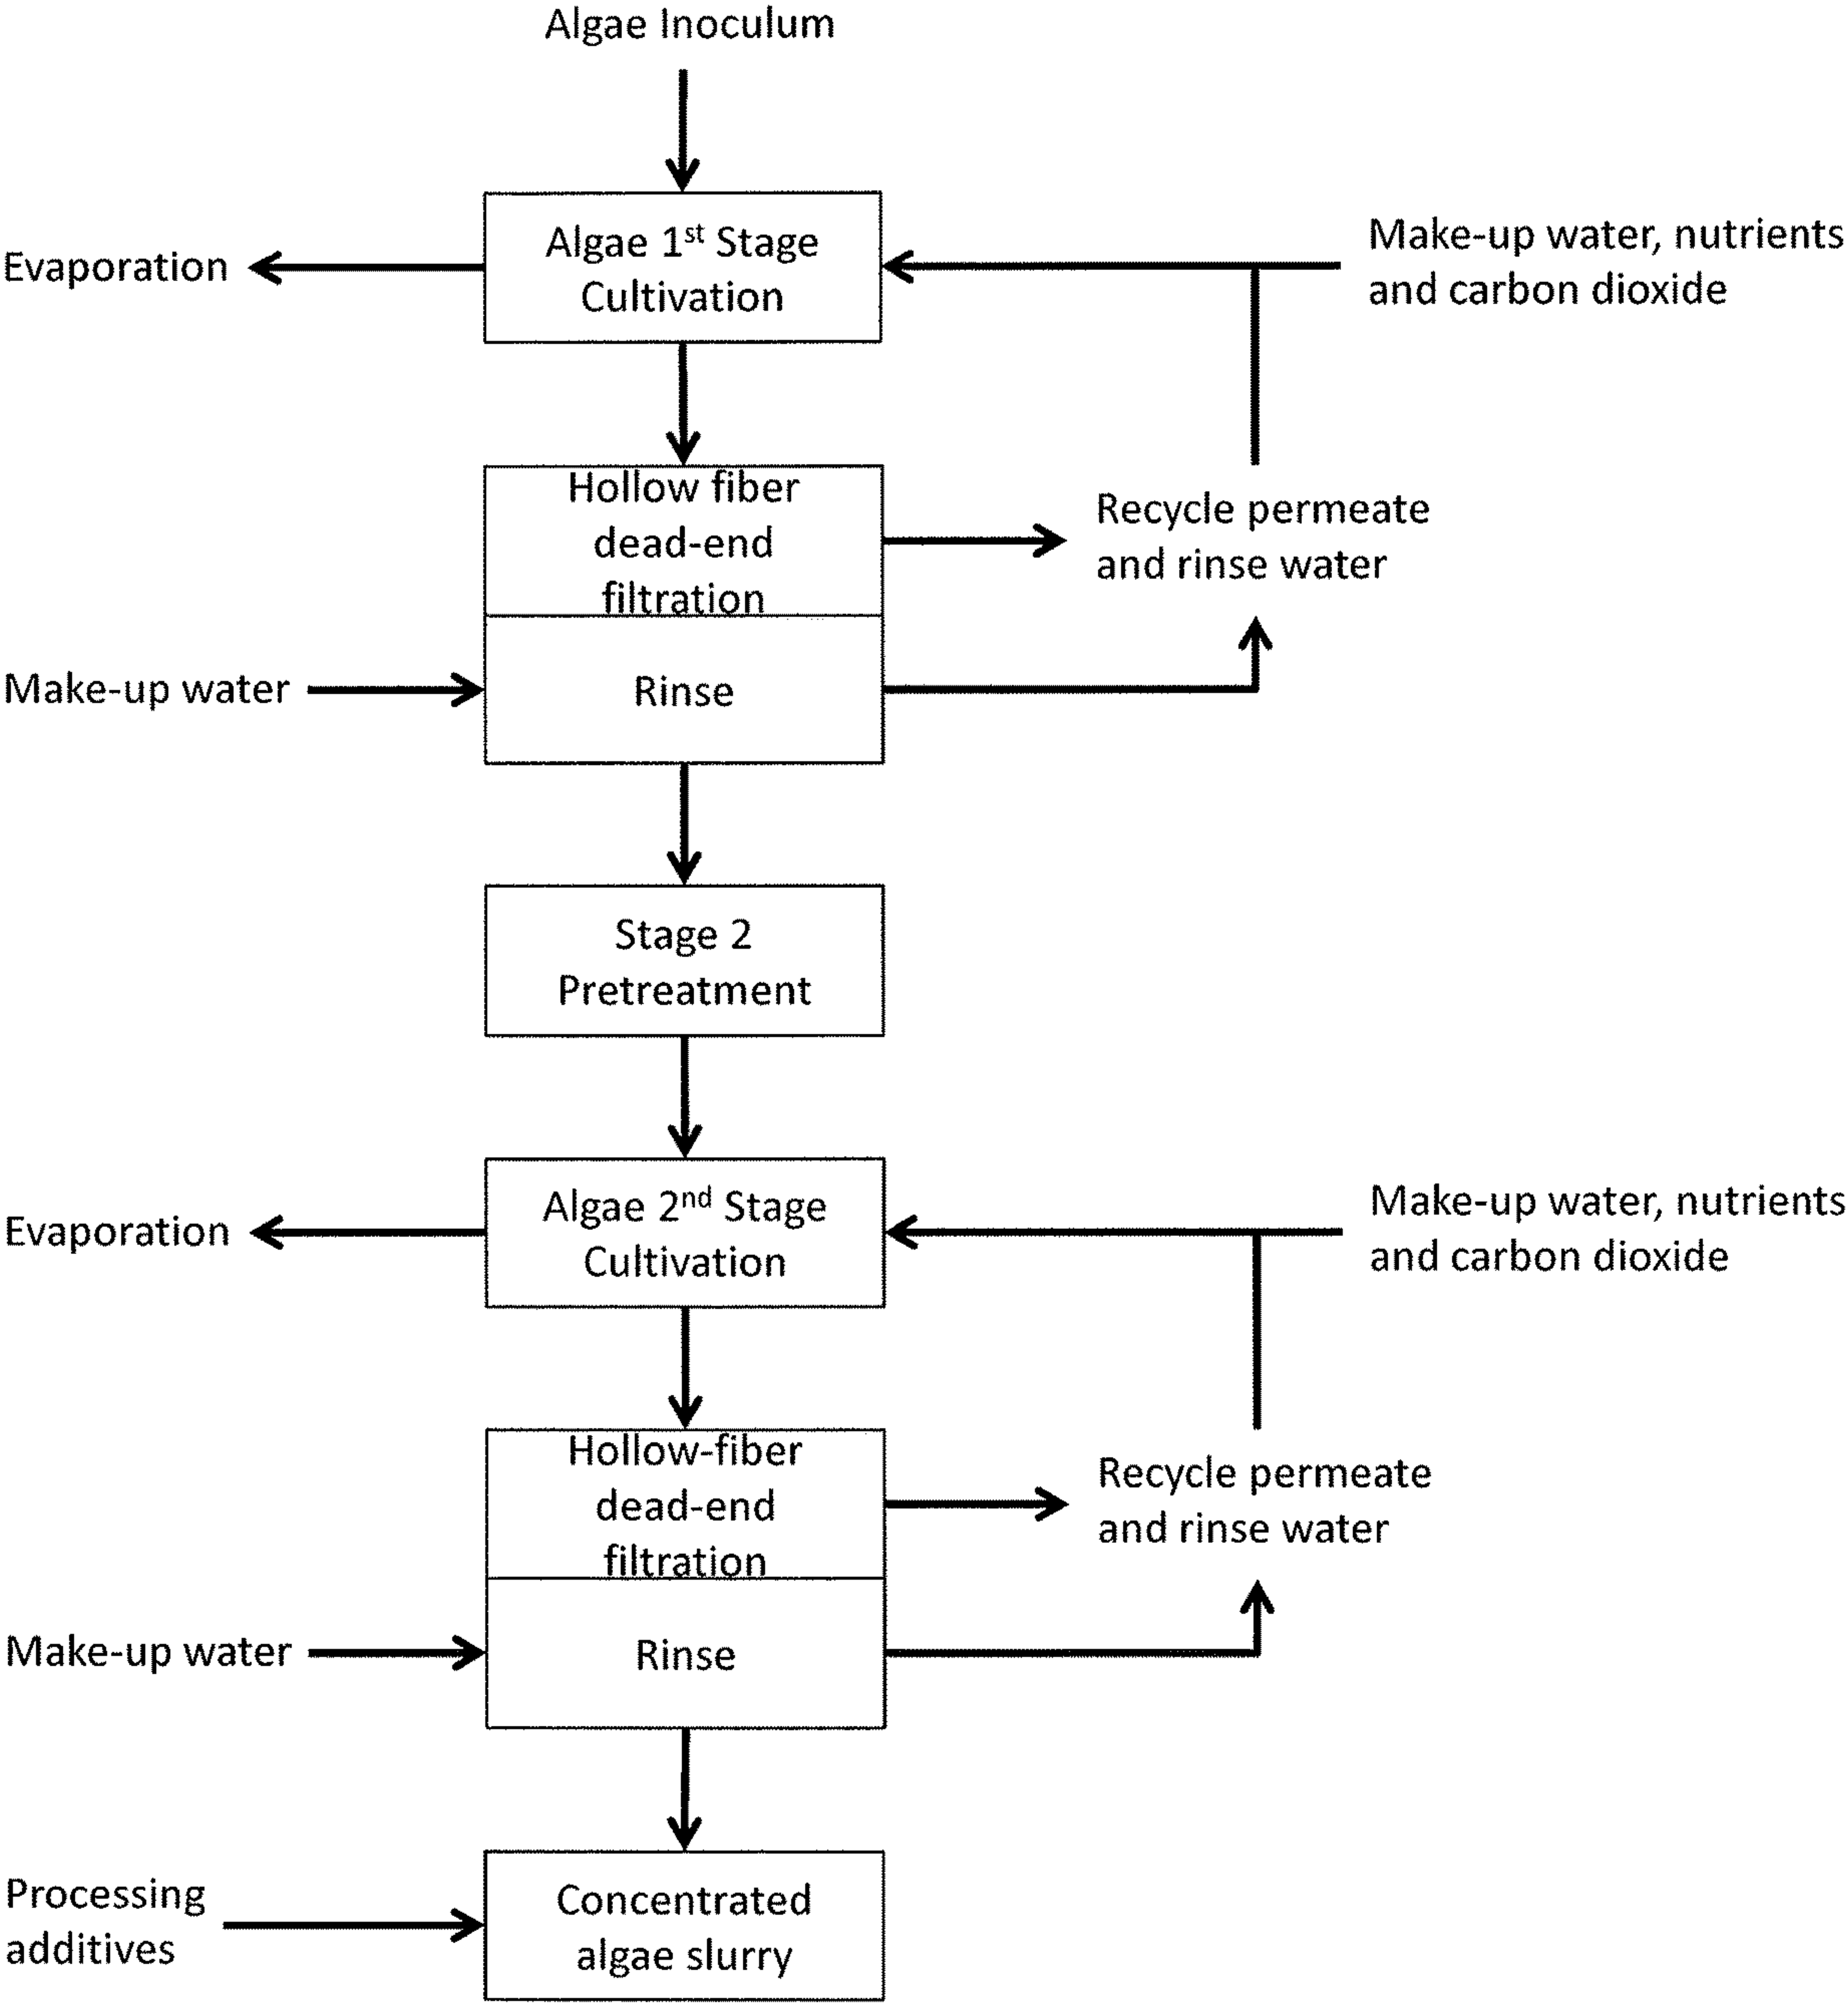 Algae Inoculum
Evaporation
Algae 1st Stage
Cultivation
Make-up water, nutrients
and carbon dioxide
Hollow fiber
dead-end
filtration
Recycle permeate
and rinse water
Make-up water
Rinse
Stage 2
Pretreatment
Evaporation
Algae 2nd Stage
Cultivation
Make-up water, nutrients
and carbon dioxide
Hollow-fiber
dead-end
filtration
Recycle permeate
and rinse water
Make-up water
Rinse
Processing
additives
Concentrated
algae slurry